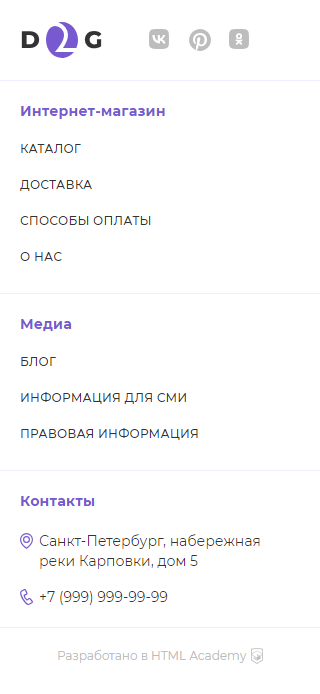 D2G
Интернет-магазин
КАТАЛОГ
ДОСТАВКА
СПОСОБЫ ОПЛАТЫ
О НАС
Медиа
БЛОГ
ИНФОРМАЦИЯ ДЛЯ СМИ
ПРАВОВАЯ ИНФОРМАЦИЯ
Контакты
Санкт-Петербург, набережная
реки Карповки, дом 5
+7 (999) 999-99-99
Разработано в HTML Academy